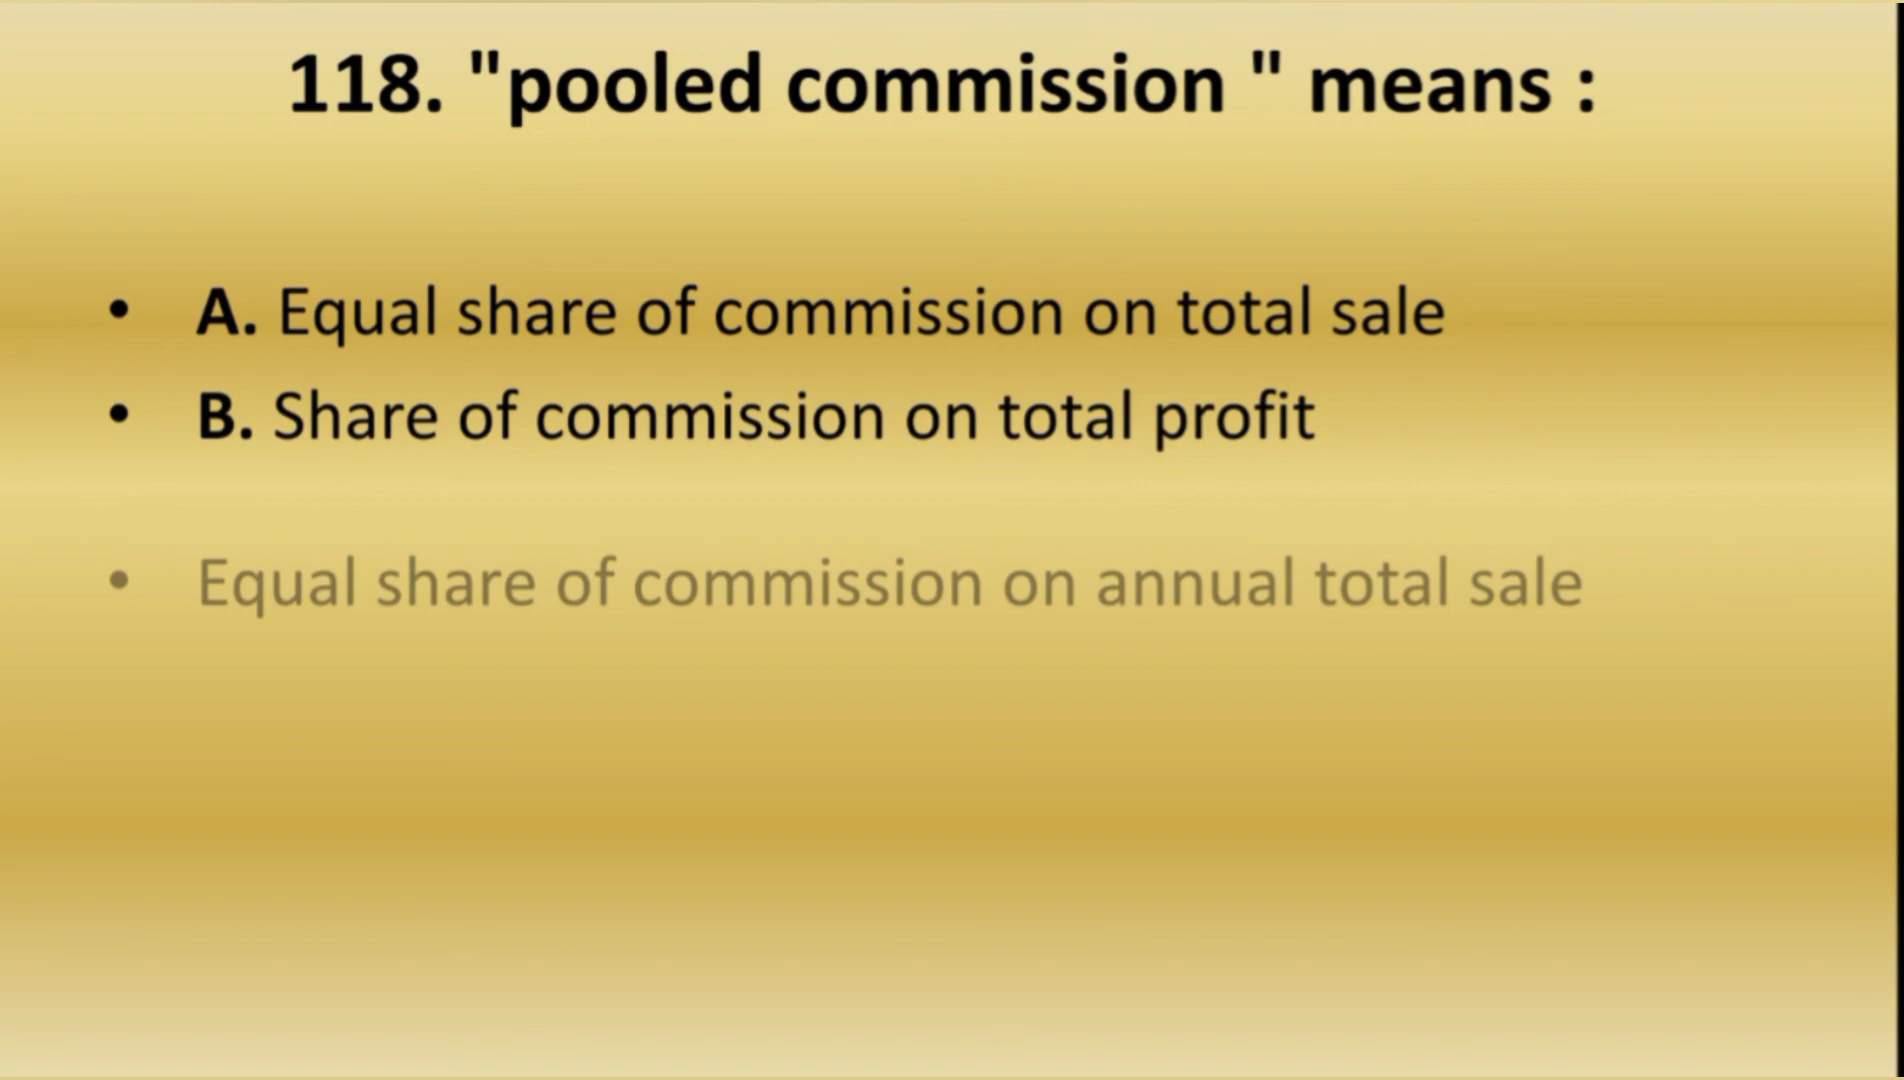 118. "pooled commission " means :
• A. Equal share of commission on total sale
• B. Share of commission on total profit
• Equal share of commission on annual total sale